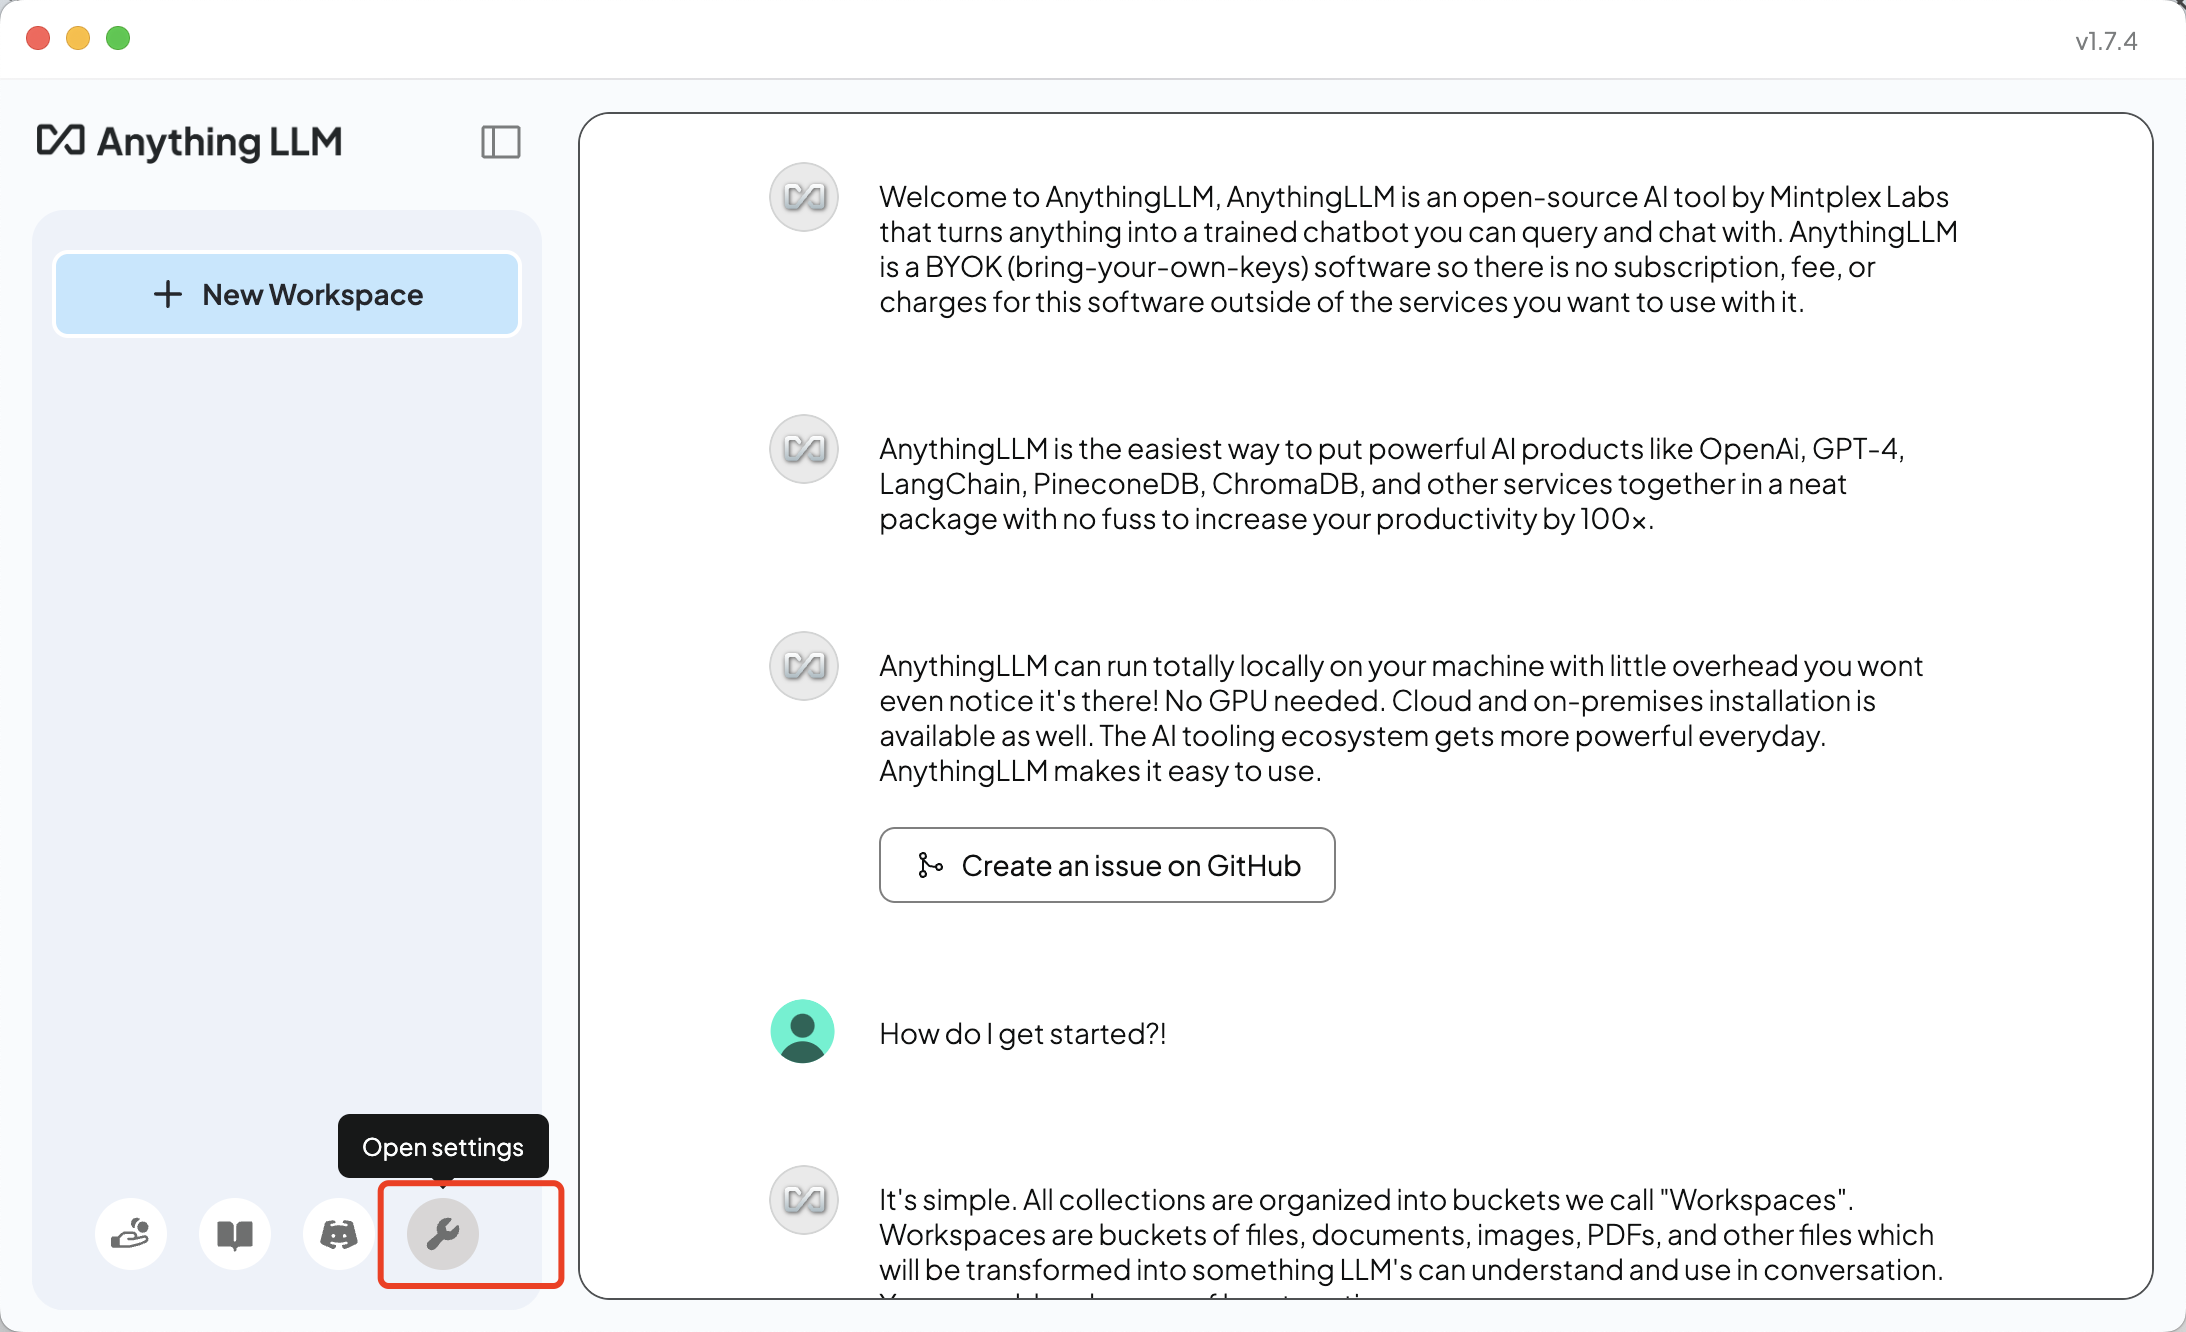 v1.7.4
Anything LLM
New Workspace
Welcome to AnythingLLM, AnythingLLM is an open-source AI tool by Mintplex Labs
that turns anything into a trained chatbot you can query and chat with. AnythingLLM
is a BYOK (bring-your-own-keys) software so there is no subscription, fee, or
charges for this software outside of the services you want to use with it.
AnythingLLM is the easiest way to put powerful AI products like OpenAi, GPT-4,
LangChain, PineconeDB, ChromaDB, and other services together in a neat
package with no fuss to increase your productivity by 100x.
AnythingLLM can run totally locally on your machine with little overhead you wont
even notice it's there! No GPU needed. Cloud and on-premises installation is
available as well. The AI tooling ecosystem gets more powerful everyday.
AnythingLLM makes it easy to use.
Create an issue on GitHub
How do I get started?!
It's simple. All collections are organized into buckets we call "Workspaces".
Workspaces are buckets of files, documents, images, PDFs, and other files which
will be transformed into something LLM's can understand and use in conversation.
Open settings